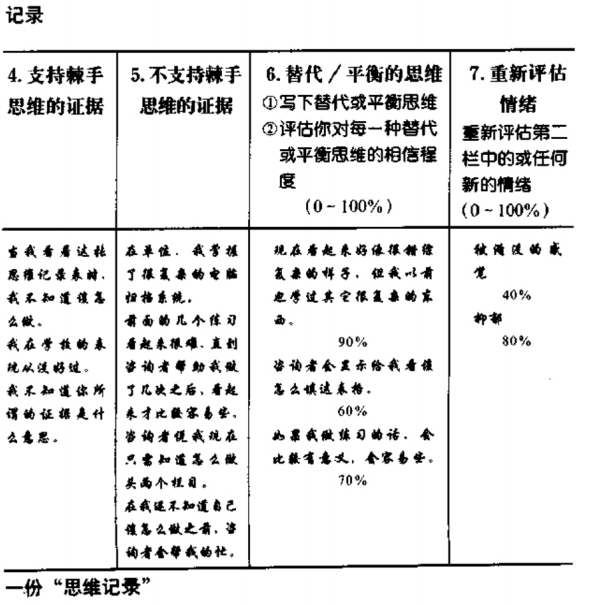 记录
4.支持棘手
思维的证据
5.不支持棘手
思维的证据
6.替代／平衡的思维
①写下替代或平衡思维
②评估你对每一种替代
或平衡思维的相信程
度
（0~100%）
7.重新评估
情绪
重新评估第二
栏中的或任何
新的情绪
（0~100%）
当我看着这张
思维记录表时，
我不知道该怎
么做。
我在学校的表
现从没好过。
我不知道你所
谓的证据是什
么意思。
在单位，我掌握
了很复杂的电脑
归档系统。
前面的几个练习
看起来很难，直到
咨询者帮助我做
了几次之后，看起
来才比较容易些。
咨询者说我现在
只需知道怎么做
头两个栏目。
在我还不知道自己
该怎么做之前，咨
询者会帮我的忙。
现在看起来好像很错综
复杂的样子，但我以前
也学过其它很复杂的东
西。
90%
咨询者会显示给我看该
怎么填这表格。
60%
如果我做练习的话，会
比较有意义，会容易些。
70%
被淹没的感
觉
40%
抑郁
80%
一份“思维记录”